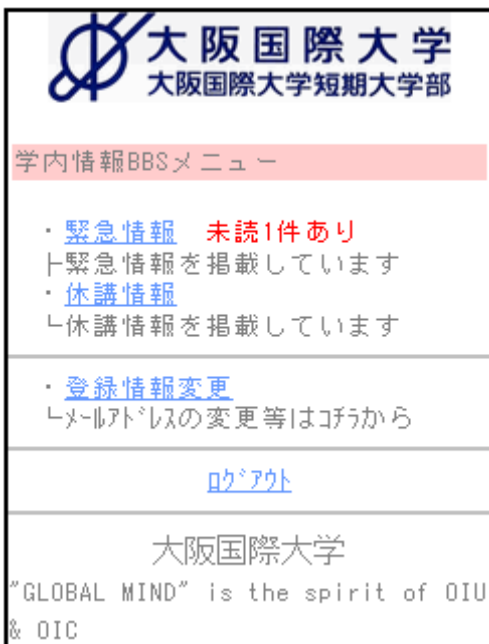 大阪国際大学
大阪国際大学短期大学部
学内情報BBSメニュー
・緊急情報 未読1件あり
├緊急情報を掲載しています
・休講情報
└休講情報を掲載しています
・登録情報変更
└ﾒｰﾙｱﾄﾞﾚｽの変更等はｺﾁﾗから
ﾛｸﾞｱｳﾄ
大阪国際大学
"GLOBAL MIND" is the spirit of OIU
& OIC